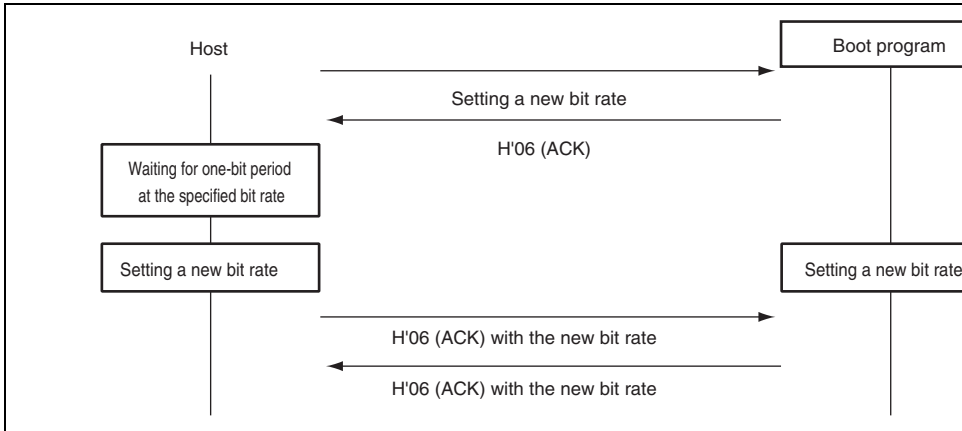 Host
Boot program
Setting a new bit rate
H'06 (ACK)
Waiting for one-bit period
at the specified bit rate
Setting a new bit rate
Setting a new bit rate
H'06 (ACK) with the new bit rate
H'06 (ACK) with the new bit rate